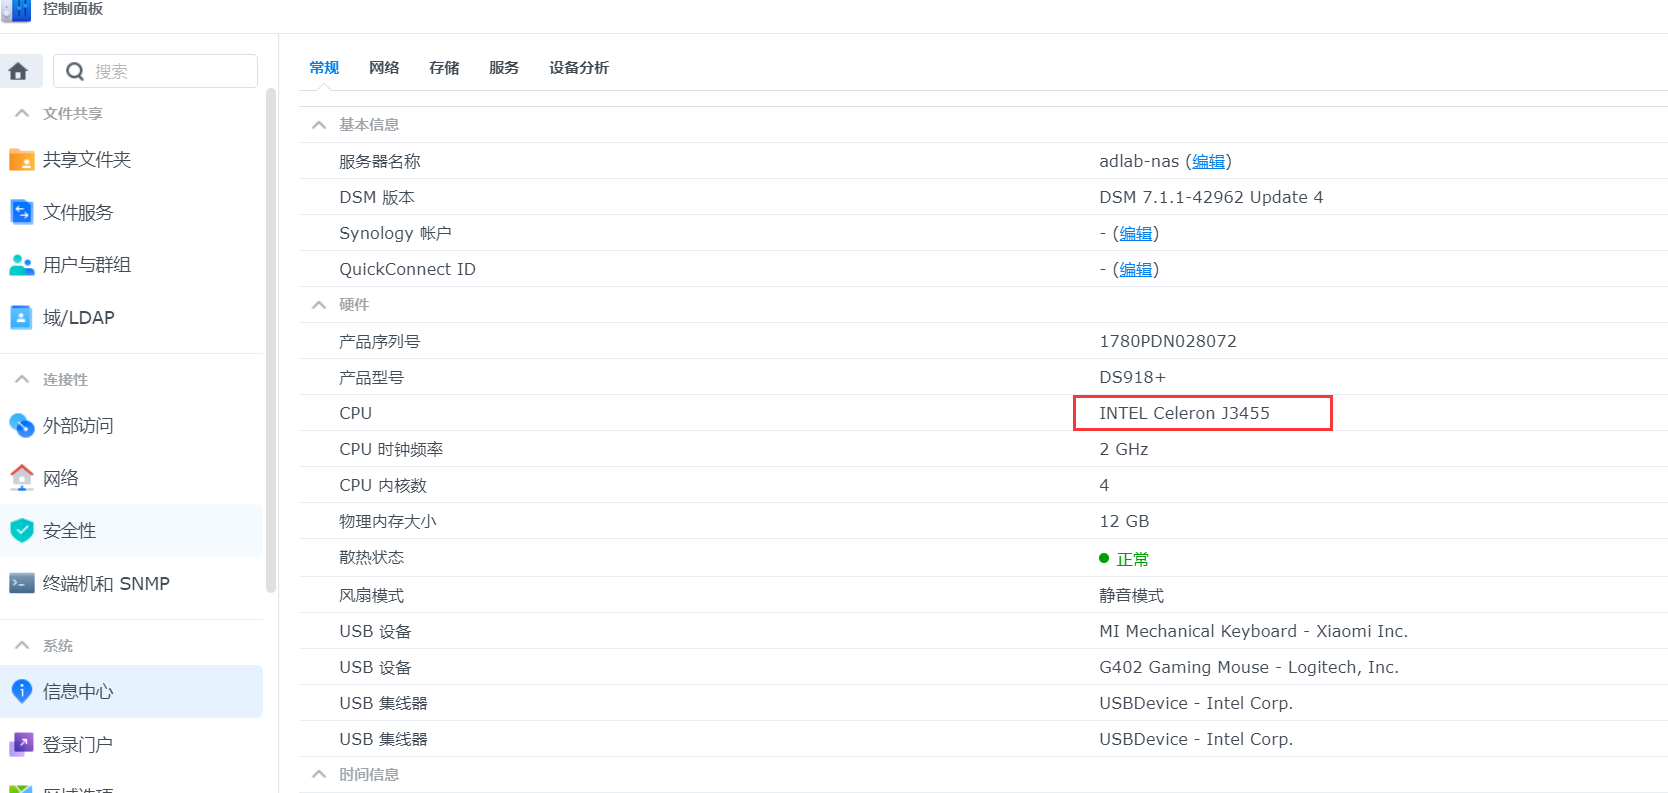 控制面板
搜索
文件共享
共享文件夹
文件服务
用户与群组
域/LDAP
连接性
外部访问
网络
安全性
终端机和 SNMP
系统
信息中心
登录门户
区域选项
常规 网络 存储 服务 设备分析
基本信息
服务器名称 adlab-nas (编辑)
DSM 版本 DSM 7.1.1-42962 Update 4
Synology 帐户 - (编辑)
QuickConnect ID - (编辑)
硬件
产品序列号 1780PDN028072
产品型号 DS918+
CPU INTEL Celeron J3455
CPU 时钟频率 2 GHz
CPU 内核数 4
物理内存大小 12 GB
散热状态 正常
风扇模式 静音模式
USB 设备 MI Mechanical Keyboard - Xiaomi Inc.
USB 设备 G402 Gaming Mouse - Logitech, Inc.
USB 集线器 USBDevice - Intel Corp.
USB 集线器 USBDevice - Intel Corp.
时间信息